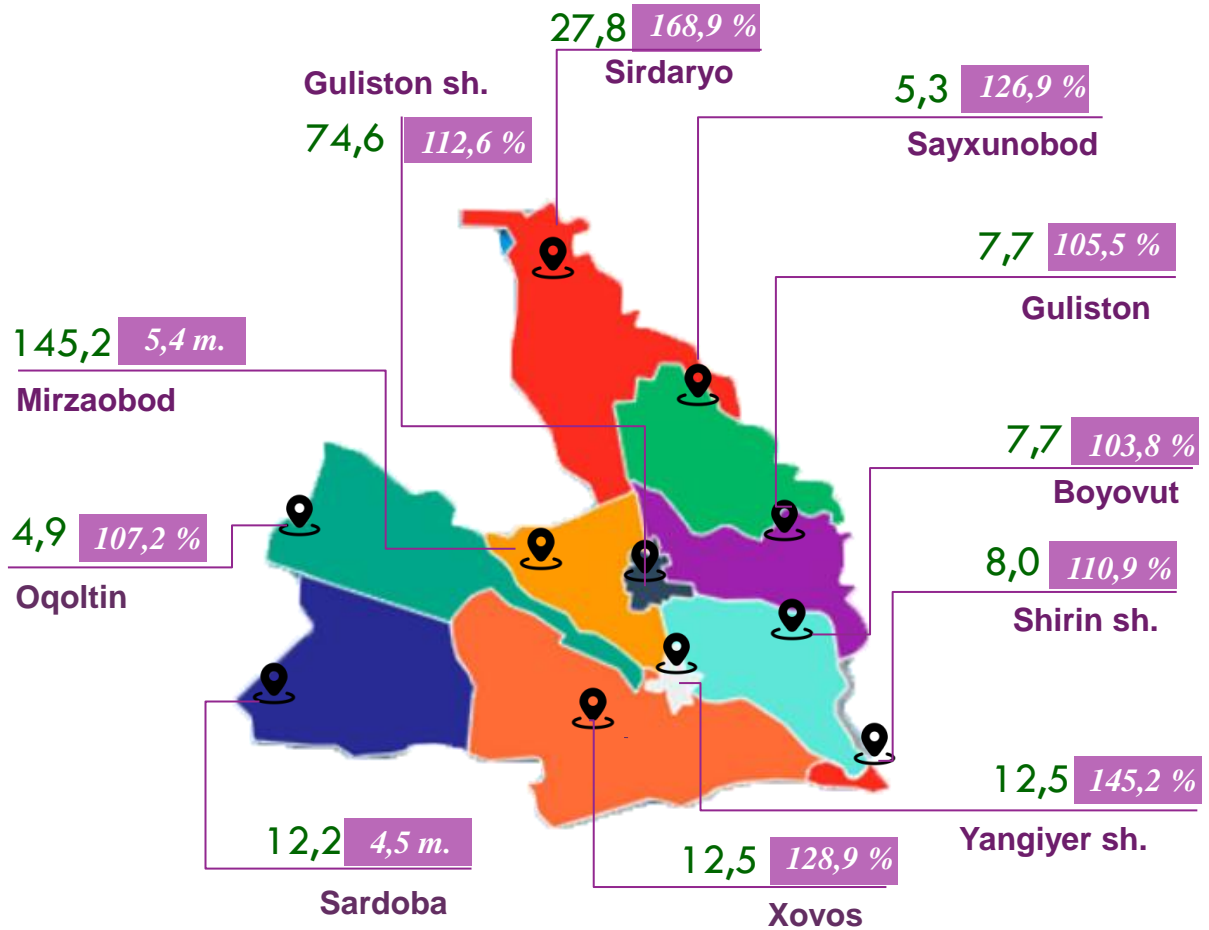 27,8 168,9 %
Sirdaryo
Guliston sh.
74,6 112,6 %
5,3 126,9 %
Sayxunobod
7,7 105,5 %
Guliston
145,2 5,4 m.
Mirzaobod
7,7 103,8 %
Boyovut
4,9 107,2 %
Oqoltin
8,0 110,9 %
Shirin sh.
12,5 145,2 %
Yangiyer sh.
12,2 4,5 m.
Sardoba
12,5 128,9 %
Xovos